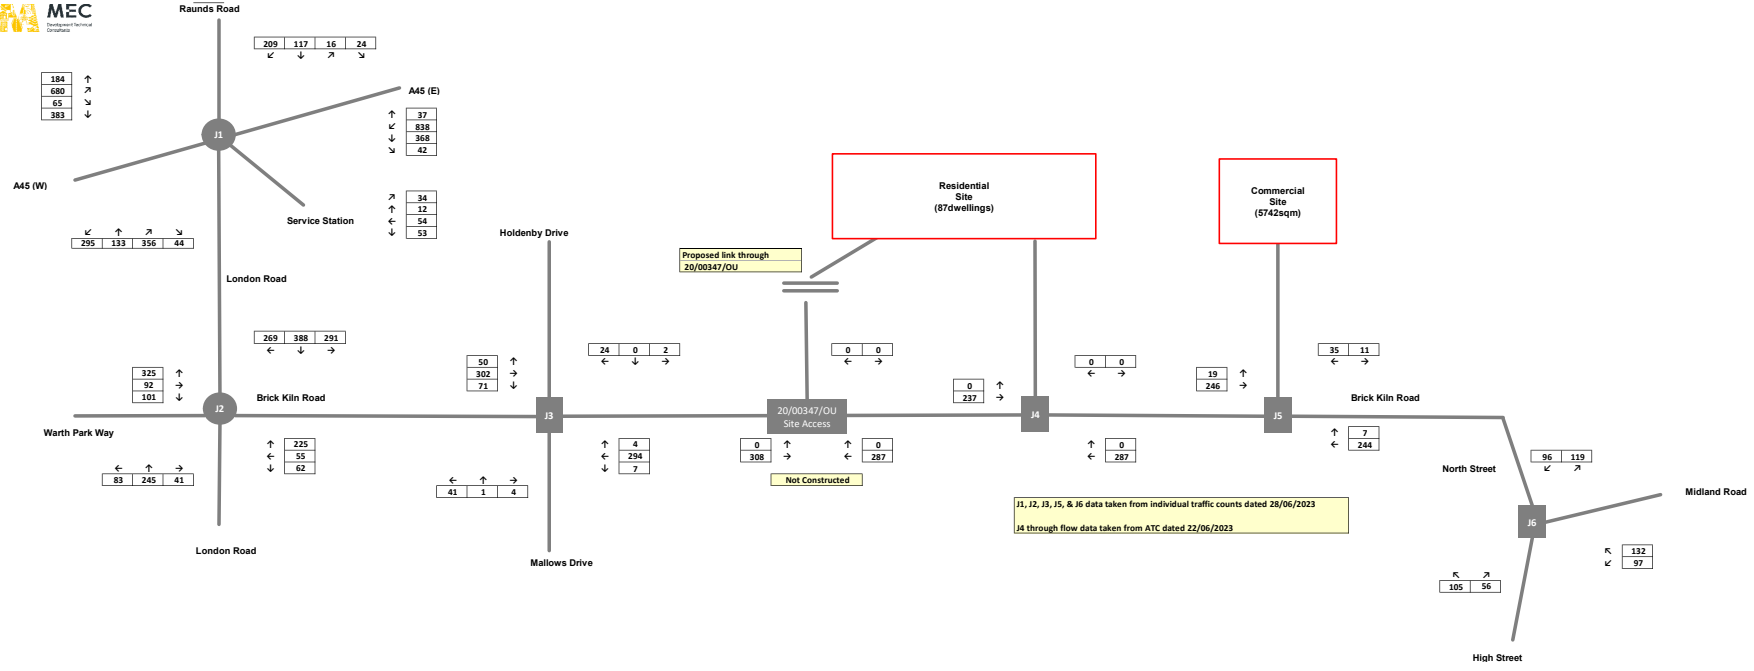 MEC
Development Technical
Consultants
Raunds Road
209 117 16 24
↙ ↓ ↗ ↘
184 ↑
680 ↗
65 ↘
383 ↓
A45 (E)
↑ 37
↙ 838
↓ 368
↘ 42
J1
A45 (W)
Service Station
↗ 34
↑ 12
← 54
↓ 53
↙ ↑ ↗ ↘
295 133 356 44
London Road
Holdenby Drive
Residential
Site
(87dwellings)
Commercial
Site
(5742sqm)
Proposed link through
20/00347/OU
269 388 291
← ↓ →
325 ↑
92 →
101 ↓
J2
Brick Kiln Road
Warth Park Way
↑ 225
← 55
↓ 62
← ↑ →
83 245 41
London Road
50 ↑
302 →
71 ↓
24 0 2
← ↓ →
J3
↑ 4
← 294
↓ 7
← ↑ →
41 1 4
Mallows Drive
0 0
← →
20/00347/OU
Site Access
0 ↑
308 →
↑ 0
← 287
Not Constructed
0 ↑
237 →
0 0
← →
J4
↑ 0
← 287
19 ↑
246 →
35 11
← →
J5
Brick Kiln Road
↑ 7
← 244
J1, J2, J3, J5, & J6 data taken from individual traffic counts dated 28/06/2023
J4 through flow data taken from ATC dated 22/06/2023
North Street
96 119
↙ ↗
Midland Road
J6
↖ 132
↙ 97
↖ ↗
105 56
High Street